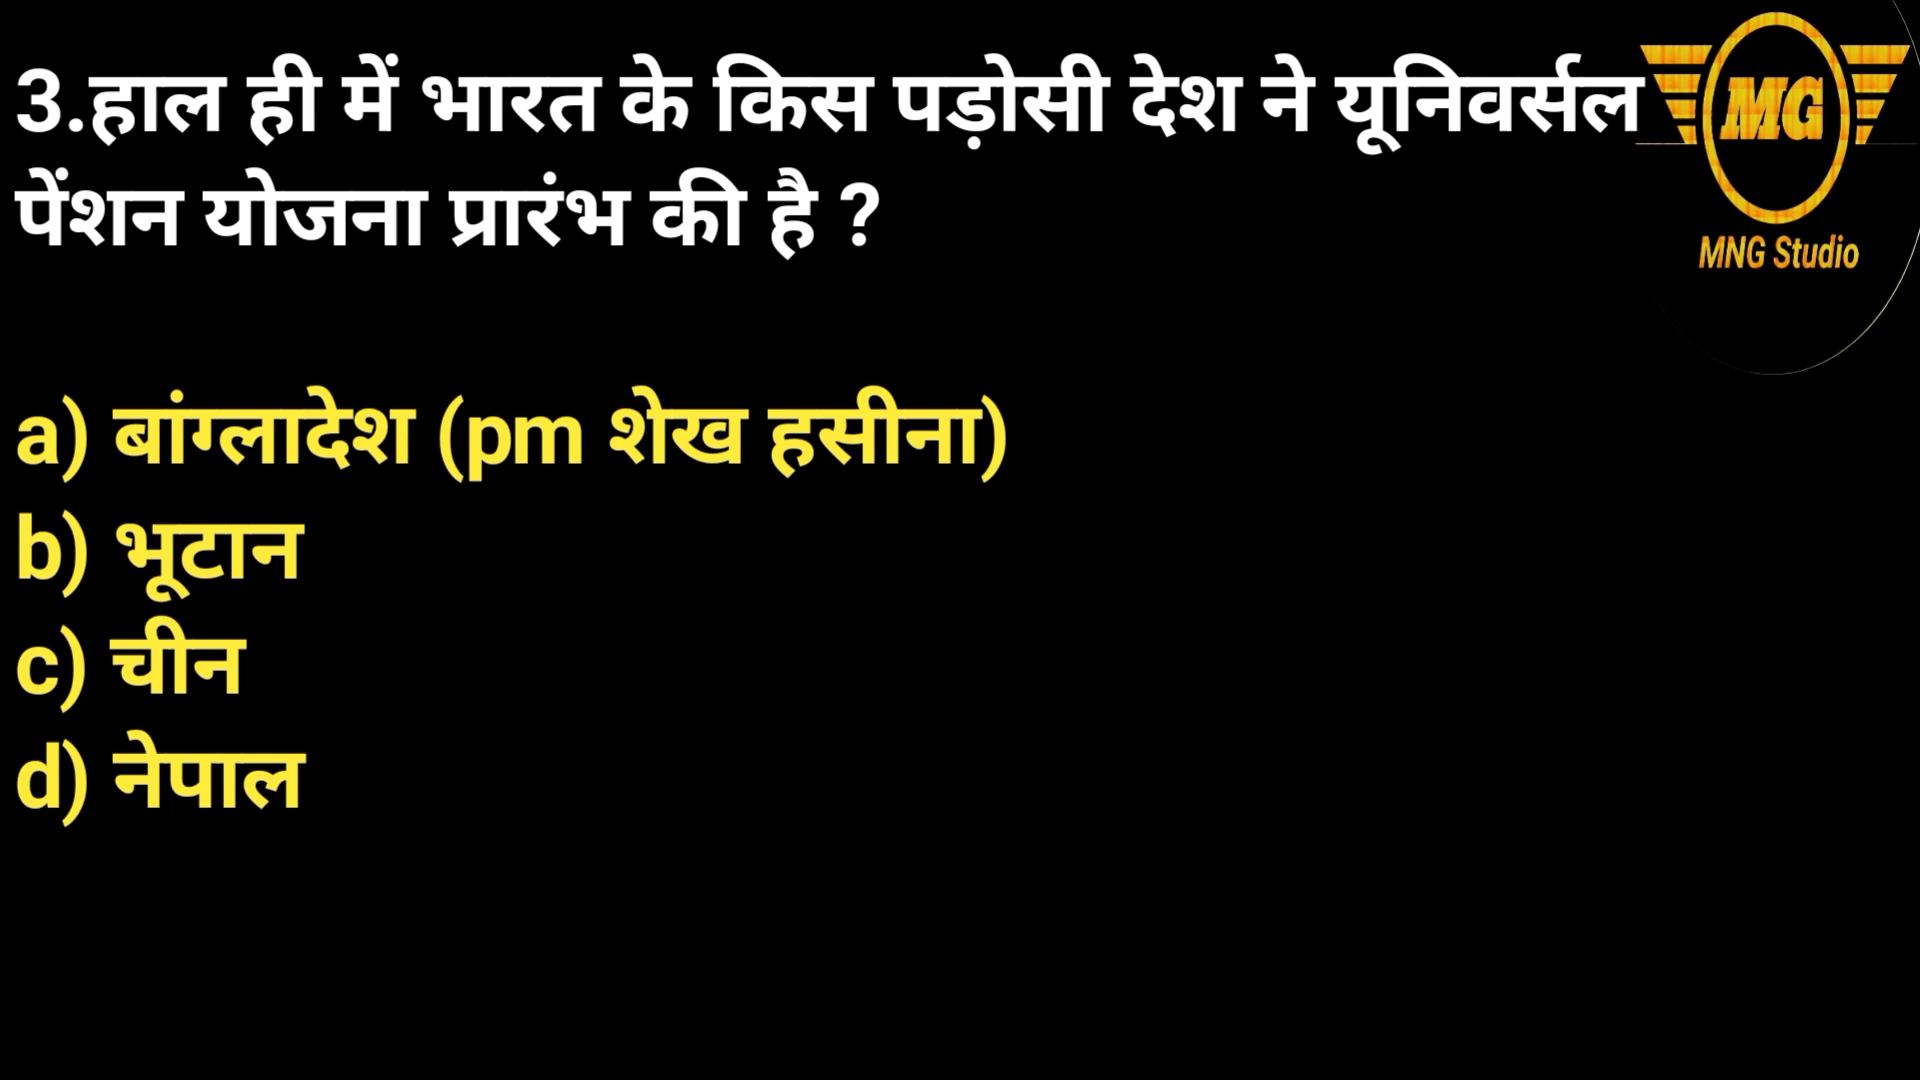 3.हाल ही में भारत के किस पड़ोसी देश ने यूनिवर्सल
पेंशन योजना प्रारंभ की है ?
MG
MNG Studio
a) बांग्लादेश (pm शेख हसीना)
b) भूटान
c) चीन
d) नेपाल